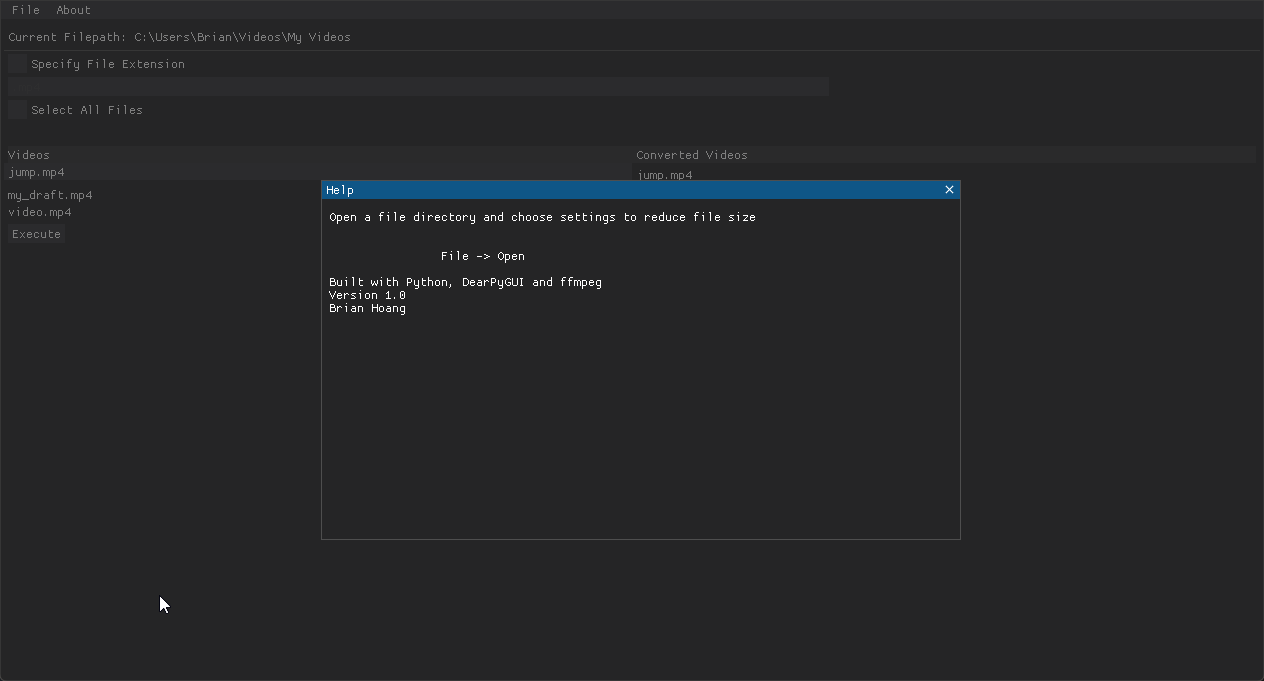 File About
Current Filepath: C:\Users\Brian\Videos\My Videos
Specify File Extension
Select All Files
Videos Converted Videos
jump.mp4 jump.mp4
my_draft.mp4
video.mp4
Execute
Help
Open a file directory and choose settings to reduce file size
File -> Open
Built with Python, DearPyGUI and ffmpeg
Version 1.0
Brian Hoang